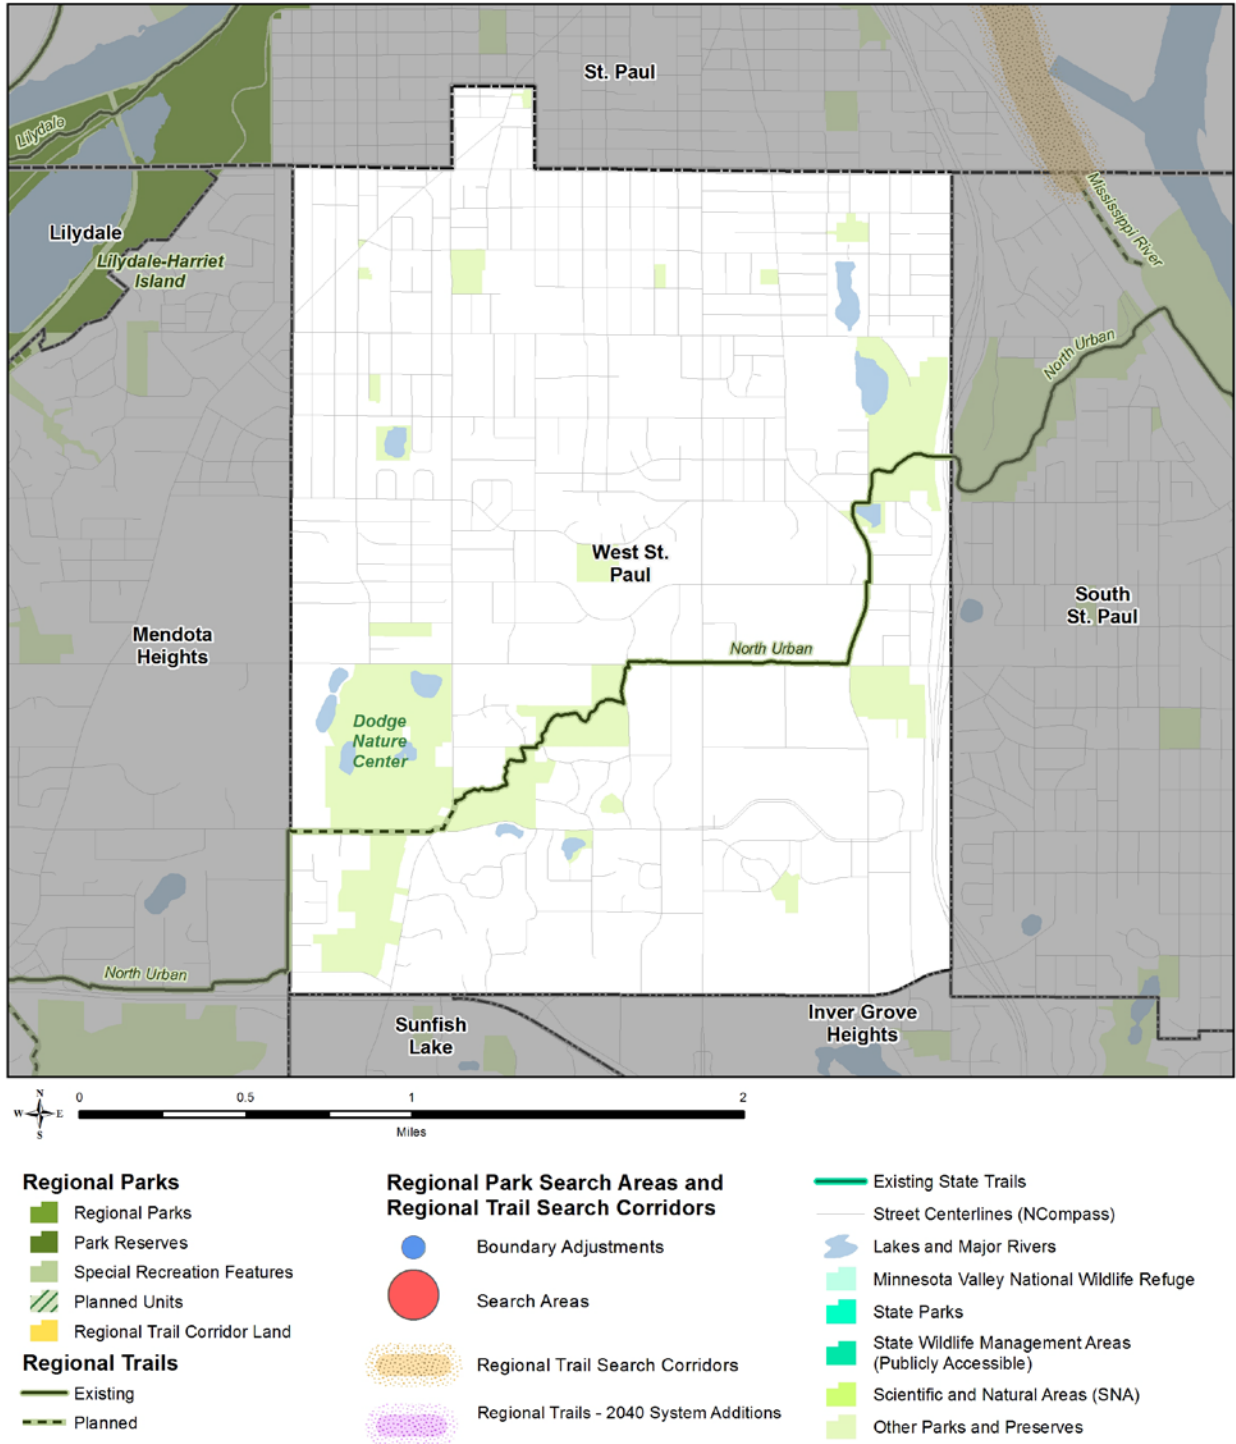 St. Paul
Lilydale
Mississippi River
Lilydale
Lilydale-Harriet
Island
North Urban
West St.
Paul
South
St. Paul
Mendota
Heights
North Urban
Dodge
Nature
Center
North Urban
Sunfish
Lake
Inver Grove
Heights
N
W E
S
0 0.5 1 2
Miles
Regional Parks
Regional Parks
Park Reserves
Special Recreation Features
Planned Units
Regional Trail Corridor Land
Regional Trails
Existing
Planned
Regional Park Search Areas and
Regional Trail Search Corridors
Boundary Adjustments
Search Areas
Regional Trail Search Corridors
Regional Trails - 2040 System Additions
Existing State Trails
Street Centerlines (NCompass)
Lakes and Major Rivers
Minnesota Valley National Wildlife Refuge
State Parks
State Wildlife Management Areas
(Publicly Accessible)
Scientific and Natural Areas (SNA)
Other Parks and Preserves